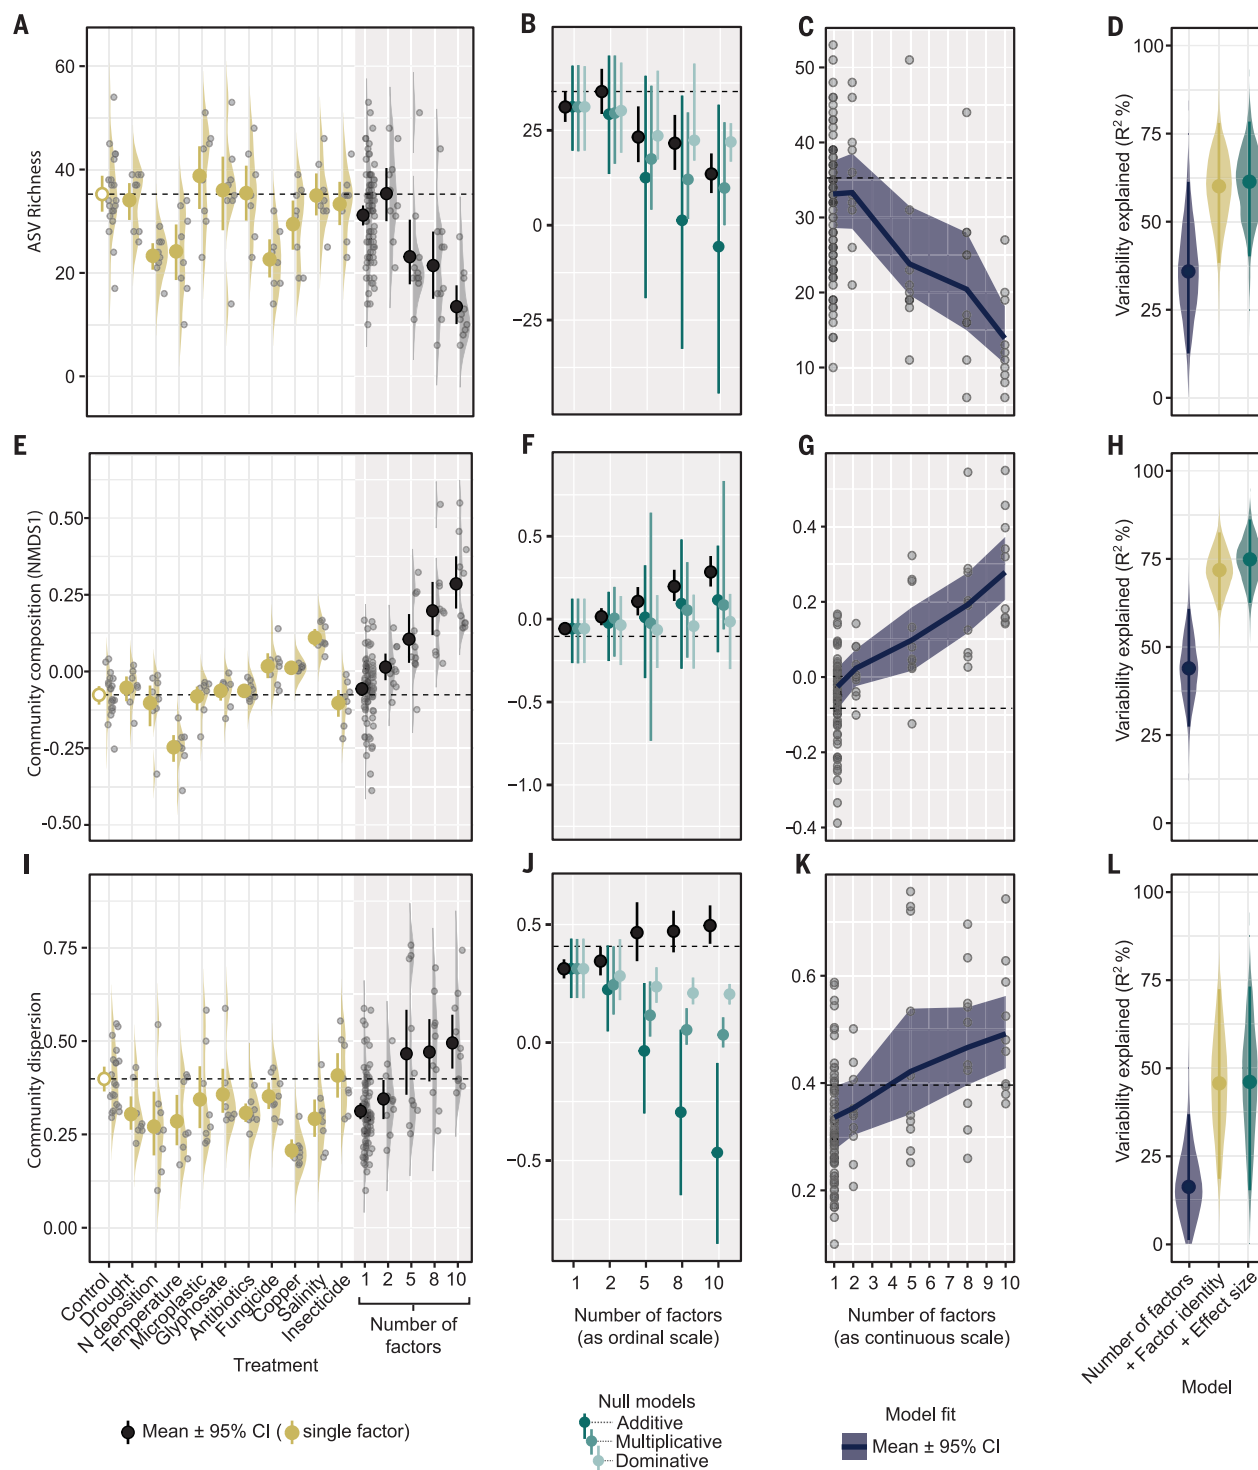 A
B
C
D
ASV Richness
60
40
20
0
25
0
−25
50
40
30
20
10
Variability explained (R² %)
100
75
50
25
0
E
F
G
H
Community composition (NMDS1)
0.50
0.25
0.00
-0.25
-0.50
0.5
0.0
−0.5
−1.0
0.4
0.2
0.0
−0.2
−0.4
Variability explained (R² %)
100
75
50
25
0
I
J
K
L
Community dispersion
0.75
0.50
0.25
0.00
0.5
0.0
−0.5
0.8
0.6
0.4
0.2
Variability explained (R² %)
100
75
50
25
0
Control
Drought
N deposition
Temperature
Microplastic
Glyphosate
Antibiotics
Fungicide
Copper
Salinity
Insecticide
1 2 5 8 10
Number of
factors
Treatment
1 2 5 8 10
Number of factors
(as ordinal scale)
1 2 3 4 5 6 7 8 9 10
Number of factors
(as continuous scale)
Number of factors
+ Factor identity
+ Effect size
Model
Mean ± 95% CI ( single factor)
Null models
Additive
Multiplicative
Dominative
Model fit
Mean ± 95% CI